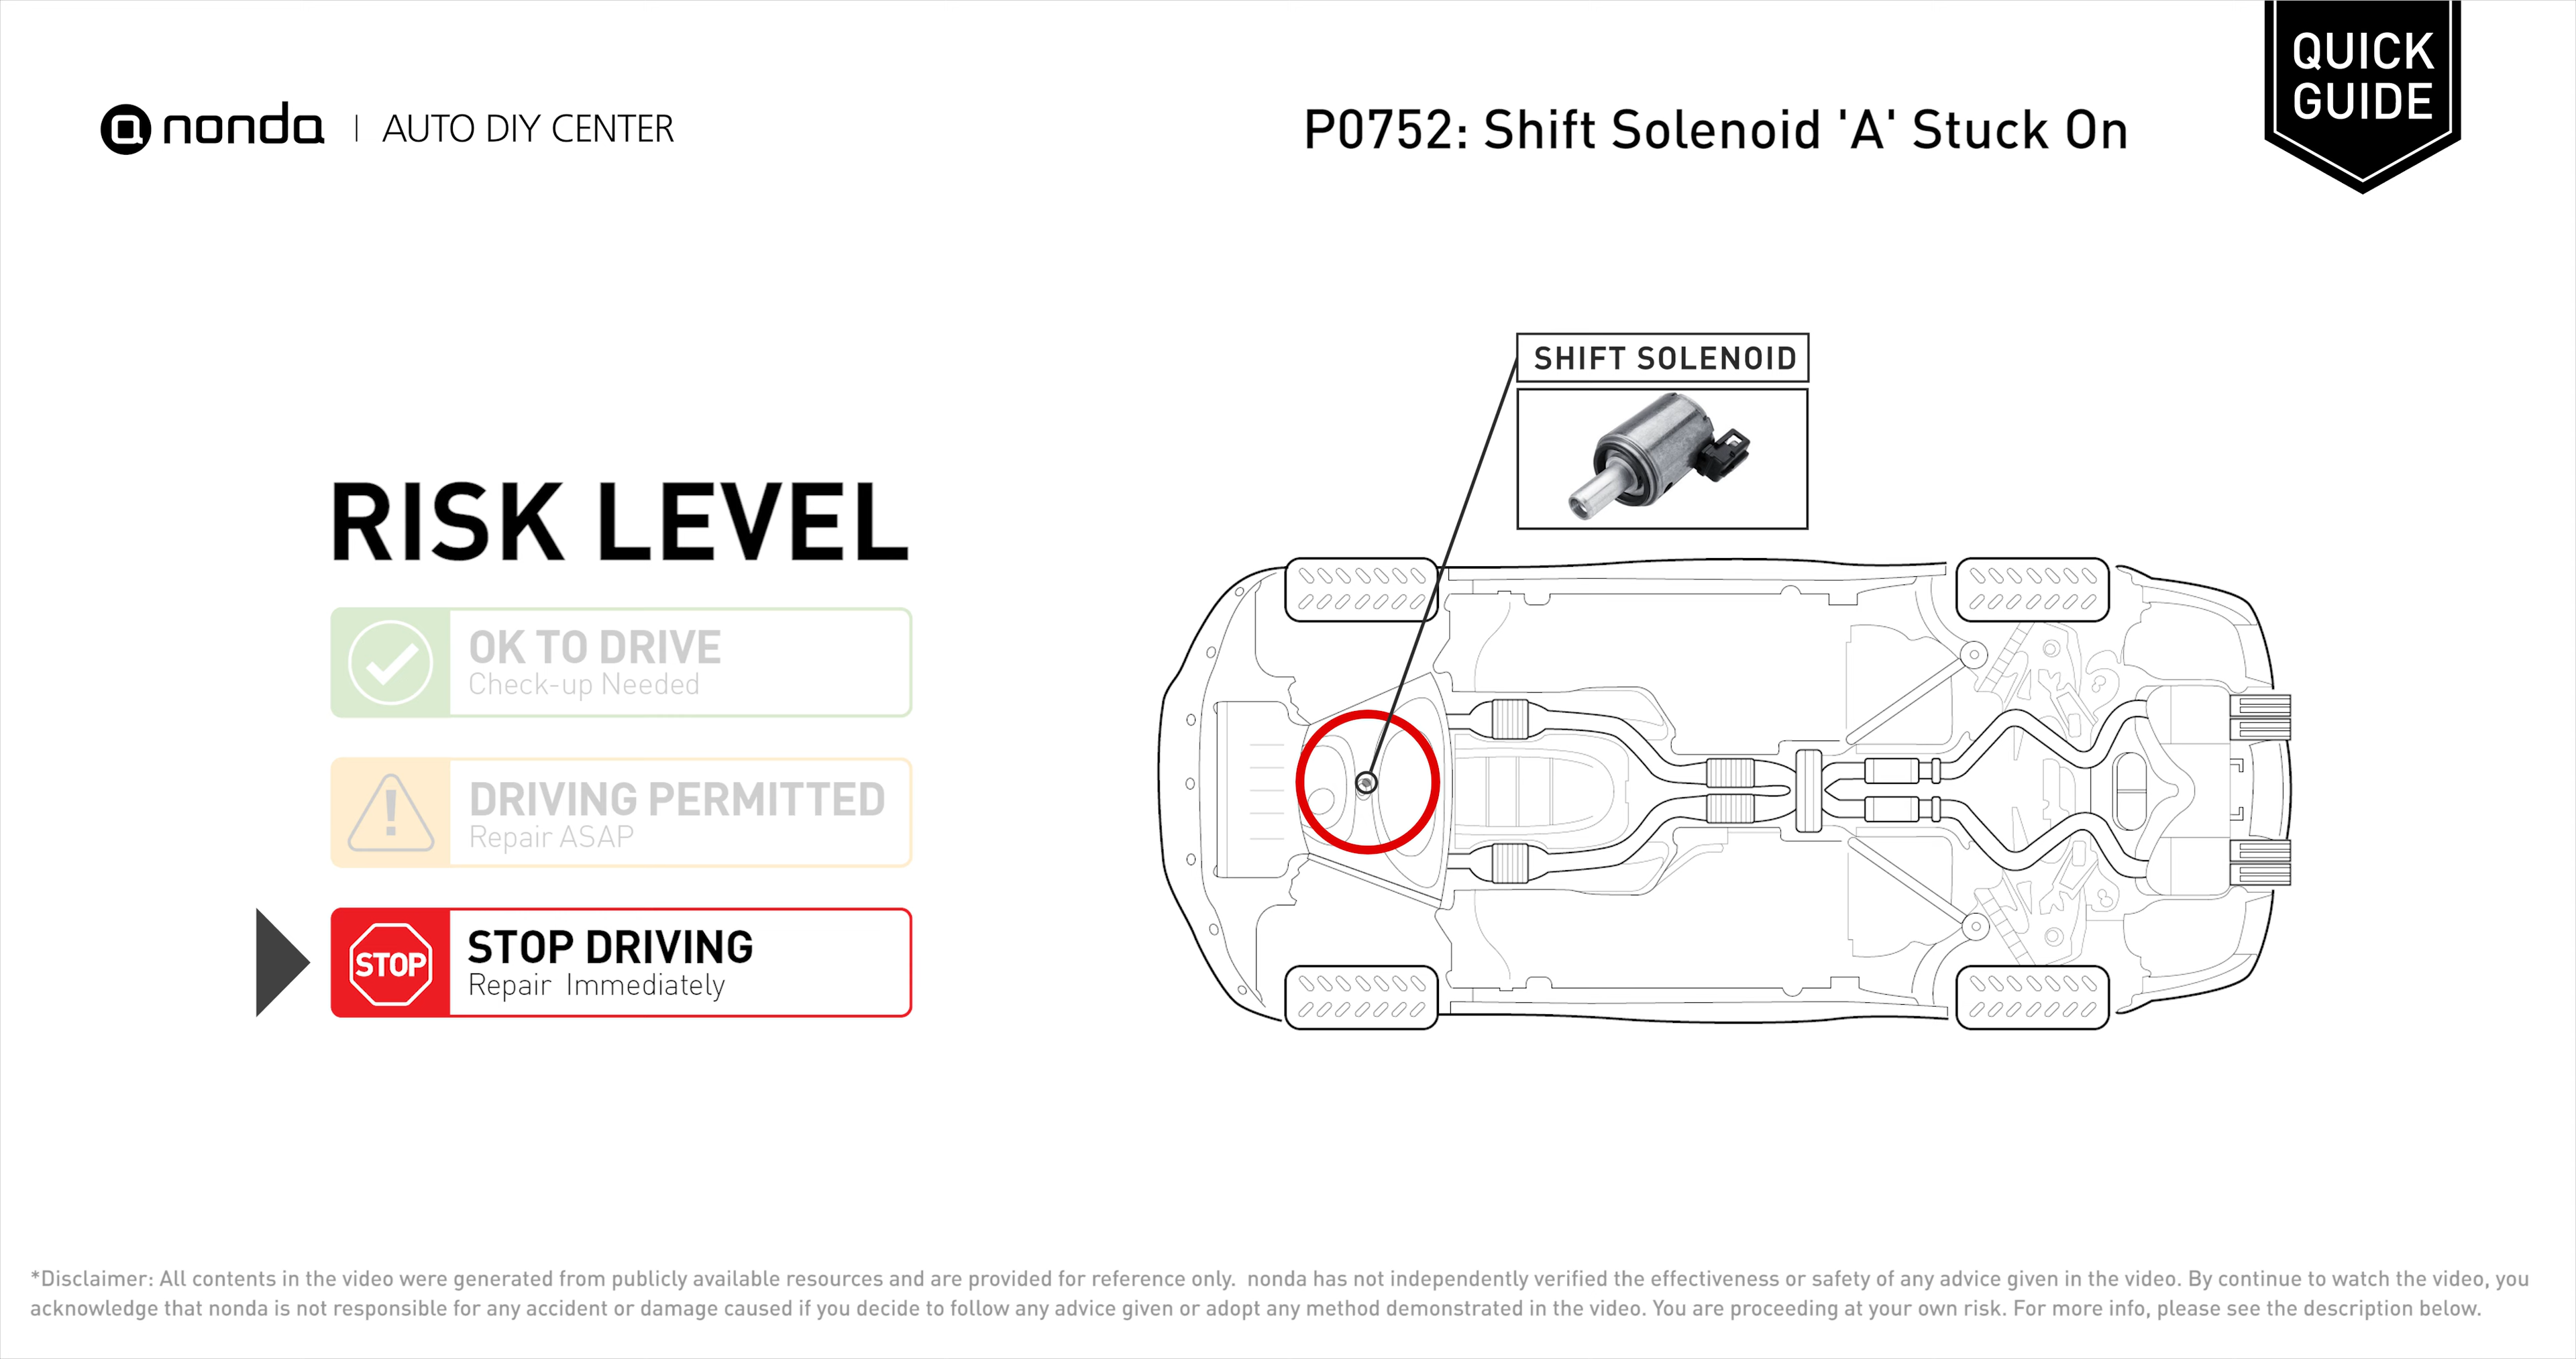 nonda | AUTO DIY CENTER
P0752: Shift Solenoid 'A' Stuck On
QUICK
GUIDE
SHIFT SOLENOID
RISK LEVEL
OK TO DRIVE
Check-up Needed
DRIVING PERMITTED
Repair ASAP
STOP
STOP DRIVING
Repair Immediately
*Disclaimer: All contents in the video were generated from publicly available resources and are provided for reference only. nonda has not independently verified the effectiveness or safety of any advice given in the video. By continue to watch the video, you
acknowledge that nonda is not responsible for any accident or damage caused if you decide to follow any advice given or adopt any method demonstrated in the video. You are proceeding at your own risk. For more info, please see the description below.